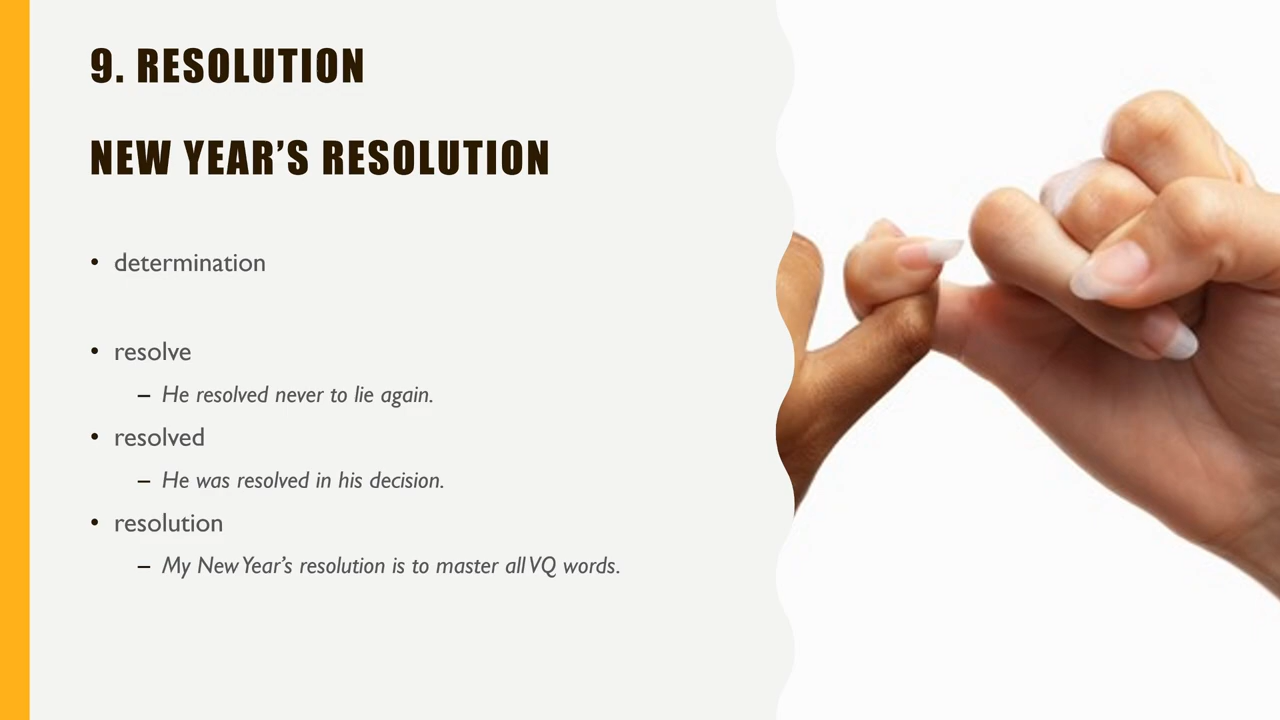 9. RESOLUTION
NEW YEAR’S RESOLUTION
• determination
• resolve
– He resolved never to lie again.
• resolved
– He was resolved in his decision.
• resolution
– My New Year’s resolution is to master all VQ words.